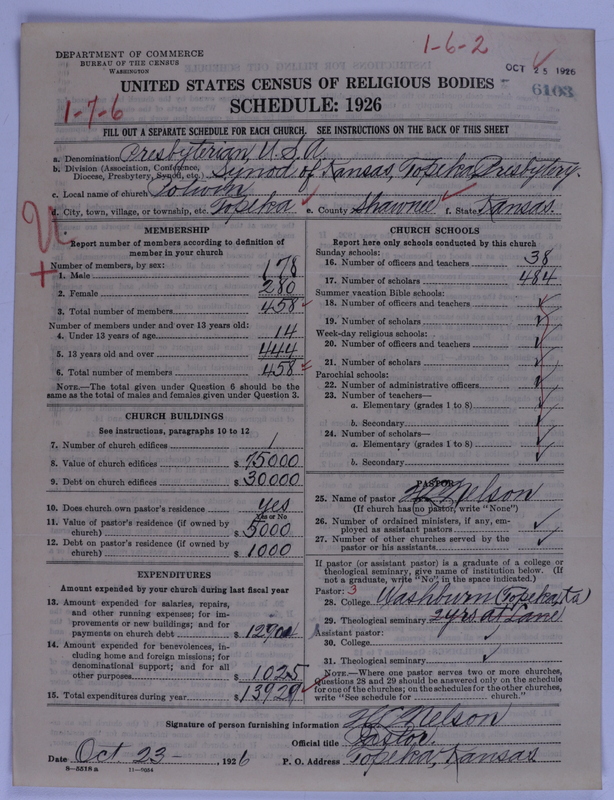 DEPARTMENT OF COMMERCE
BUREAU OF THE CENSUS
WASHINGTON
1-6-2
OCT 25 1926
6103
UNITED STATES CENSUS OF RELIGIOUS BODIES
1-7-6
SCHEDULE: 1926
FILL OUT A SEPARATE SCHEDULE FOR EACH CHURCH. SEE INSTRUCTIONS ON THE BACK OF THIS SHEET
a. Denomination Presbyterian, U.S.A.
b. Division (Association, Conference, Diocese, Presbytery, Synod, etc.) Synod of Kansas, Topeka Presbytery.
c. Local name of church Potwin
d. City, town, village, or township, etc. Topeka e. County Shawnee f. State Kansas.
MEMBERSHIP
Report number of members according to definition of
member in your church
Number of members, by sex:
1. Male 178
2. Female 280
3. Total number of members 458
Number of members under and over 13 years old:
4. Under 13 years of age 14
5. 13 years old and over 444
6. Total number of members 458
NOTE.—The total given under Question 6 should be
same as the total of males and females given under Question 3.
CHURCH BUILDINGS
See instructions, paragraphs 10 to 12
7. Number of church edifices 1
8. Value of church edifices $ 75000
9. Debt on church edifices $ 30000
10. Does church own pastor's residence yes
Yes or No
11. Value of pastor's residence (if owned by
church) $ 5000
12. Debt on pastor's residence (if owned by
church) $ 1000
EXPENDITURES
Amount expended by your church during last fiscal year
13. Amount expended for salaries, repairs,
and other running expenses; for im-
provements or new buildings; and for
payments on church debt $ 12904
14. Amount expended for benevolences, in-
cluding home and foreign missions; for
denominational support; and for all
other purposes $ 1025
15. Total expenditures during year $ 13929
CHURCH SCHOOLS
Report here only schools conducted by this church
Sunday schools:
16. Number of officers and teachers 38
17. Number of scholars 484
Summer vacation Bible schools:
18. Number of officers and teachers
19. Number of scholars
Week-day religious schools:
20. Number of officers and teachers
21. Number of scholars
Parochial schools:
22. Number of administrative officers
23. Number of teachers—
a. Elementary (grades 1 to 8)
b. Secondary
24. Number of scholars—
a. Elementary (grades 1 to 8)
b. Secondary
PASTOR
25. Name of pastor Nelson
(If church has no pastor, write "None")
26. Number of ordained ministers, if any, em-
ployed as assistant pastors
27. Number of other churches served by the
pastor or his assistants
If pastor (or assistant pastor) is a graduate of a college or
theological seminary, give name of institution below. (If
not a graduate, write "No" in the space indicated.)
Pastor: 3
28. College Washburn (Topeka, Ka)
29. Theological seminary 2 yrs at Lane
Assistant pastor:
30. College
31. Theological seminary
NOTE.—Where one pastor serves two or more churches,
Questions 28 and 29 should be answered only on the schedule
for one of the churches; on the schedules for the other churches,
write "See schedule for church."
Signature of person furnishing information Nelson
Official title Pastor.
Date Oct 23 -, 1926 P. O. Address Topeka, Kansas
8—5518a 11—9604